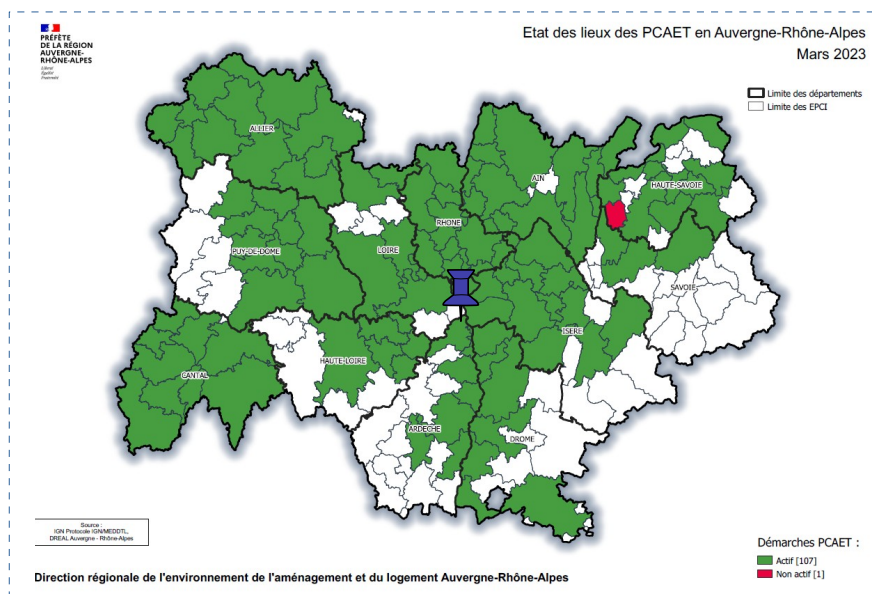 PRÉFÈTE
DE LA RÉGION
AUVERGNE-
RHÔNE-ALPES
Liberté
Égalité
Fraternité
Etat des lieux des PCAET en Auvergne-Rhône-Alpes
Mars 2023
Limite des départements
Limite des EPCI
ALLIER
AIN
HAUTE-SAVOIE
RHONE
LOIRE
PUY-DE-DOME
SAVOIE
ISERE
HAUTE-LOIRE
CANTAL
ARDECHE
DROME
Source :
IGN Protocole IGN/MEDDTL,
DREAL Auvergne - Rhône-Alpes
Démarches PCAET :
Actif [107]
Non actif [1]
Direction régionale de l'environnement de l'aménagement et du logement Auvergne-Rhône-Alpes